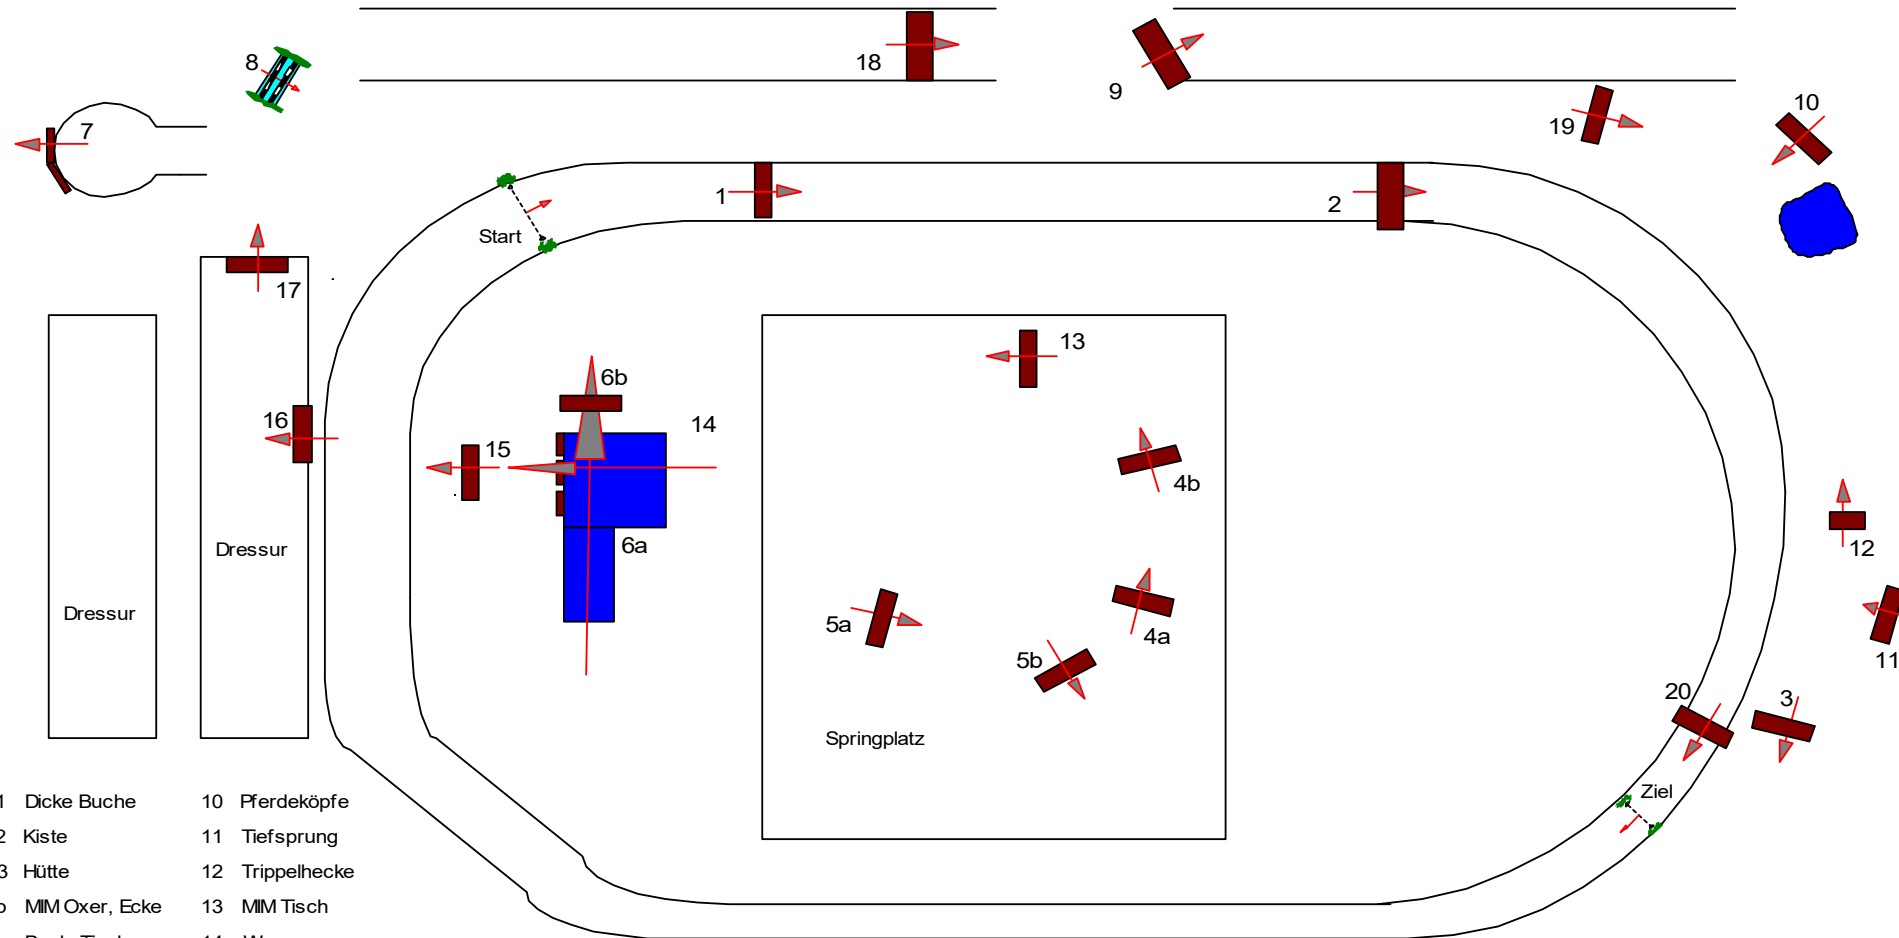 8
18
9
10
19
7
1
2
Start
17
6b
13
16
14
15
4b
6a
Dressur
12
Dressur
5a
4a
5b
11
20
3
Springplatz
Ziel
1 Dicke Buche 10 Pferdeköpfe
2 Kiste 11 Tiefsprung
3 Hütte 12 Trippelhecke
MIM Oxer, Ecke 13 MIM Tisch